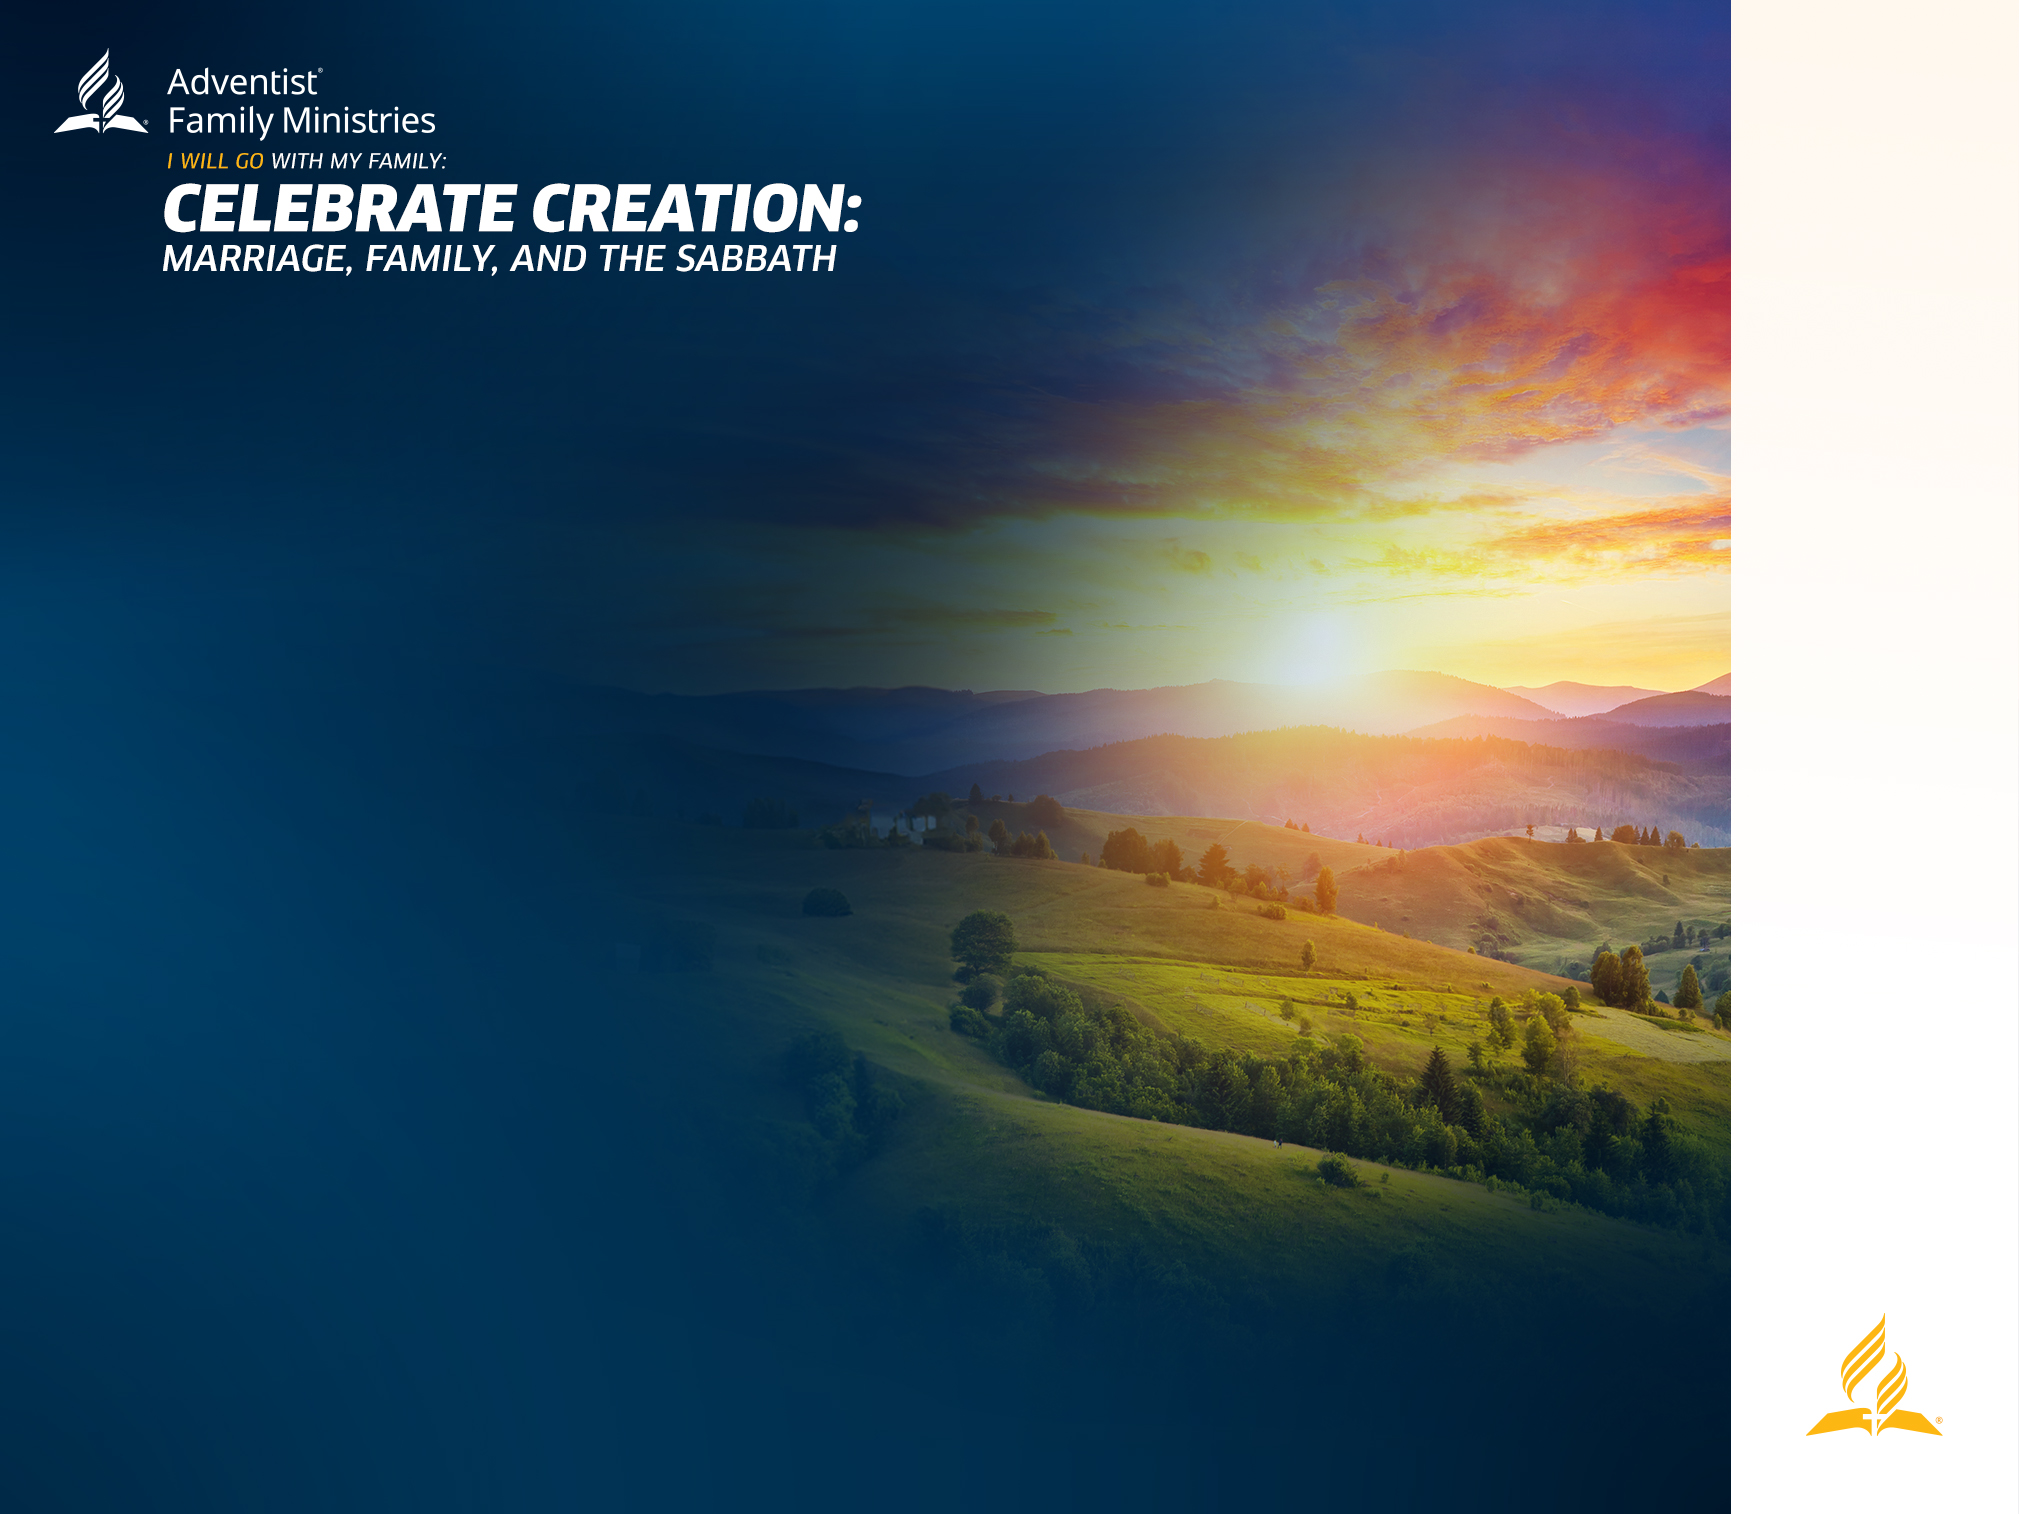 Adventist®
Family Ministries
I WILL GO WITH MY FAMILY:
CELEBRATE CREATION:
MARRIAGE, FAMILY, AND THE SABBATH